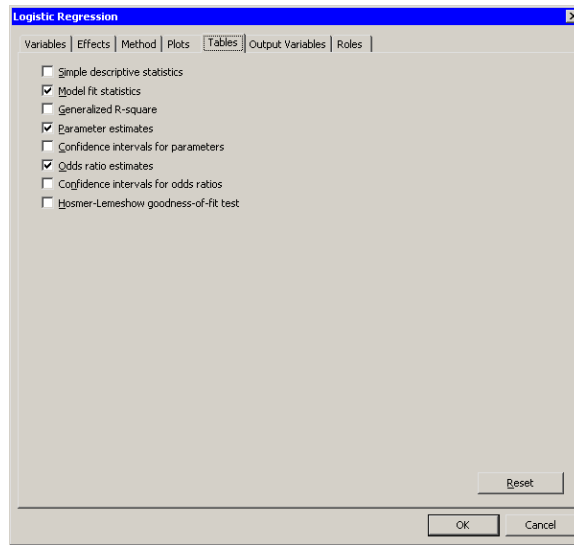 Logistic Regression
Variables Effects Method Plots Tables Output Variables Roles
Simple descriptive statistics
Model fit statistics
Generalized R-square
Parameter estimates
Confidence intervals for parameters
Odds ratio estimates
Confidence intervals for odds ratios
Hosmer-Lemeshow goodness-of-fit test
Reset
OK Cancel